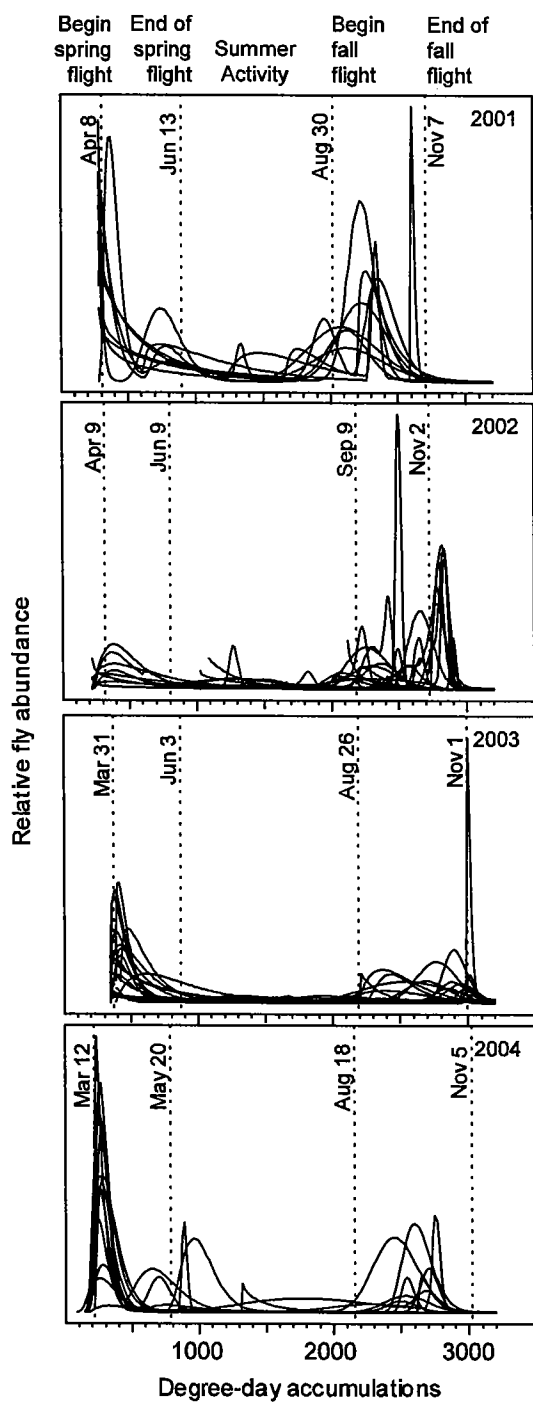 Begin spring flight
End of spring flight
Summer Activity
Begin fall flight
End of fall flight
2001
Apr 8
Jun 13
Aug 30
Nov 7
2002
Apr 9
Jun 9
Sep 9
Nov 2
2003
Mar 31
Jun 3
Aug 26
Nov 1
2004
Mar 12
May 20
Aug 18
Nov 5
Relative fly abundance
1000 2000 3000
Degree-day accumulations